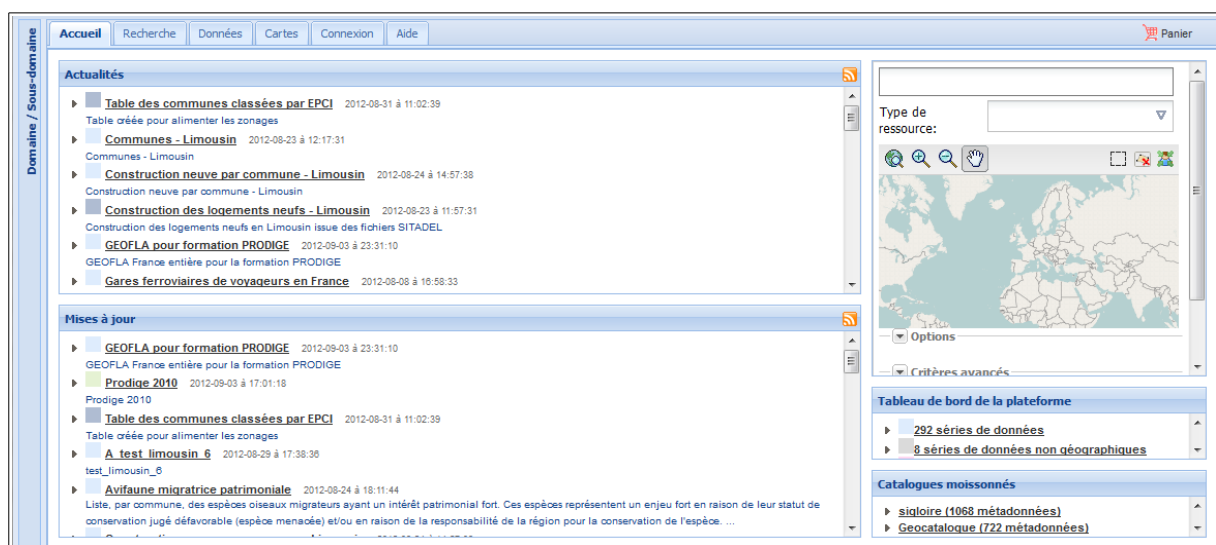 Domaine / Sous-domaine
Accueil Recherche Données Cartes Connexion Aide Panier
Actualités
Table des communes classées par EPCI 2012-08-31 à 11:02:39
Table créée pour alimenter les zonages
Communes - Limousin 2012-08-23 à 12:17:31
Communes - Limousin
Construction neuve par commune - Limousin 2012-08-24 à 14:57:38
Construction neuve par commune - Limousin
Construction des logements neufs - Limousin 2012-08-23 à 11:57:31
Construction des logements neufs en Limousin issue des fichiers SITADEL
GEOFLA pour formation PRODIGE 2012-09-03 à 23:31:10
GEOFLA France entière pour la formation PRODIGE
Gares ferroviaires de voyageurs en France 2012-08-08 à 16:58:33
Mises à jour
GEOFLA pour formation PRODIGE 2012-09-03 à 23:31:10
GEOFLA France entière pour la formation PRODIGE
Prodige 2010 2012-09-03 à 17:01:18
Prodige 2010
Table des communes classées par EPCI 2012-08-31 à 11:02:39
Table créée pour alimenter les zonages
A_test_limousin_6 2012-08-29 à 17:38:36
test_limousin_6
Avifaune migratrice patrimoniale 2012-08-24 à 18:11:44
Liste, par commune, des espèces oiseaux migrateurs ayant un intérêt patrimonial fort. Ces espèces représentent un enjeu fort en raison de leur statut de
conservation jugé défavorable (espèce menacée) et/ou en raison de la responsabilité de la région pour la conservation de l'espèce. ...
Type de
ressource:
Options
Critères avancés
Tableau de bord de la plateforme
292 séries de données
8 séries de données non géographiques
Catalogues moissonnés
sigloire (1068 métadonnées)
Geocatalogue (722 métadonnées)